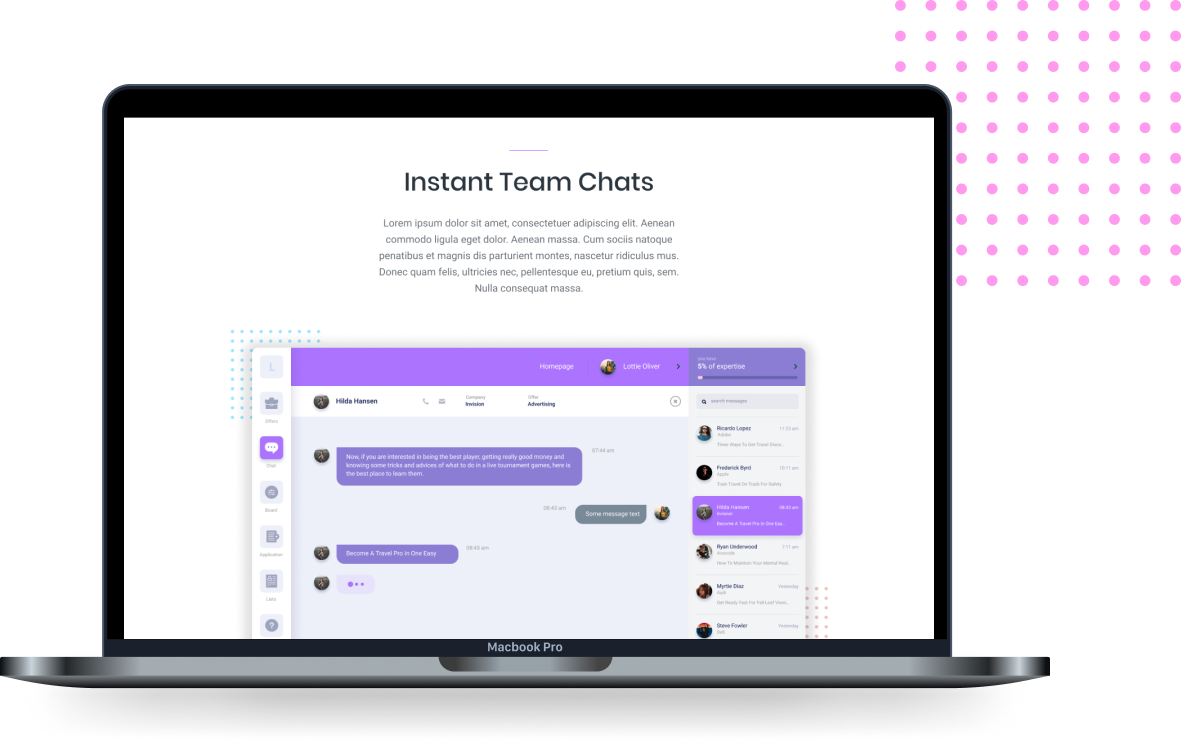 Instant Team Chats
Lorem ipsum dolor sit amet, consectetuer adipiscing elit. Aenean
commodo ligula eget dolor. Aenean massa. Cum sociis natoque
penatibus et magnis dis parturient montes, nascetur ridiculus mus.
Donec quam felis, ultricies nec, pellentesque eu, pretium quis, sem.
Nulla consequat massa.
L
Homepage
Lottie Oliver
you have
5% of expertise
Offers
Chat
Board
Application
Lists
?
Hilda Hansen
Company
Invision
Offer
Advertising
search messages
Now, if you are interested in being the best player, getting really good money and
knowing some tricks and advices of what to do in a live tournament games, here is
the best place to learn them.
07:44 am
08:43 am
Some message text
Become A Travel Pro In One Easy
08:43 am
Ricardo Lopez
11:23 am
Adobe
Three Ways To Get Travel
Frederick Byrd
10:11 am
Apple
Train Travel On Track For Safety
Hilda Hansen
08:43 am
Invision
Become A Travel Pro In One Eas..
Ryan Underwood
7:11 am
How To Maintain Your Mental
Myrtie Diaz
Yesterday
Get Ready Fast For Fall Leaf
Steve Fowler
Yesterday
Macbook Pro